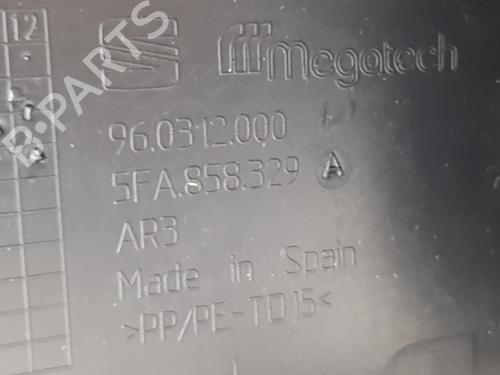 12
Megatech
96.0312.000
5FA.858.329 A
AR3
Made in Spain
>PP/PE-TD15<
B-PARTS